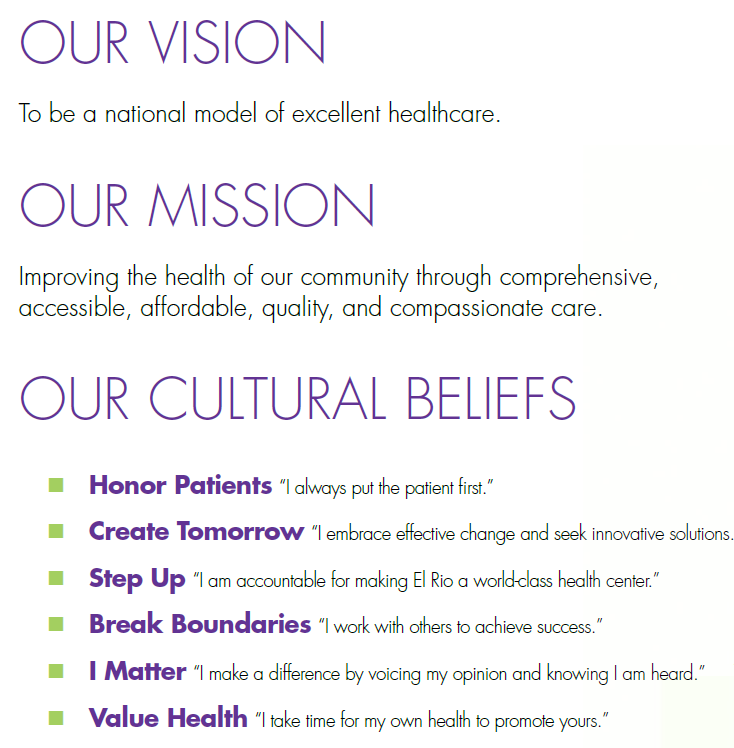 OUR VISION
To be a national model of excellent healthcare.
OUR MISSION
Improving the health of our community through comprehensive,
accessible, affordable, quality, and compassionate care.
OUR CULTURAL BELIEFS
Honor Patients “I always put the patient first.”
Create Tomorrow “I embrace effective change and seek innovative solutions.
Step Up “I am accountable for making El Rio a world-class health center.”
Break Boundaries “I work with others to achieve success.”
I Matter “I make a difference by voicing my opinion and knowing I am heard.”
Value Health “I take time for my own health to promote yours.”